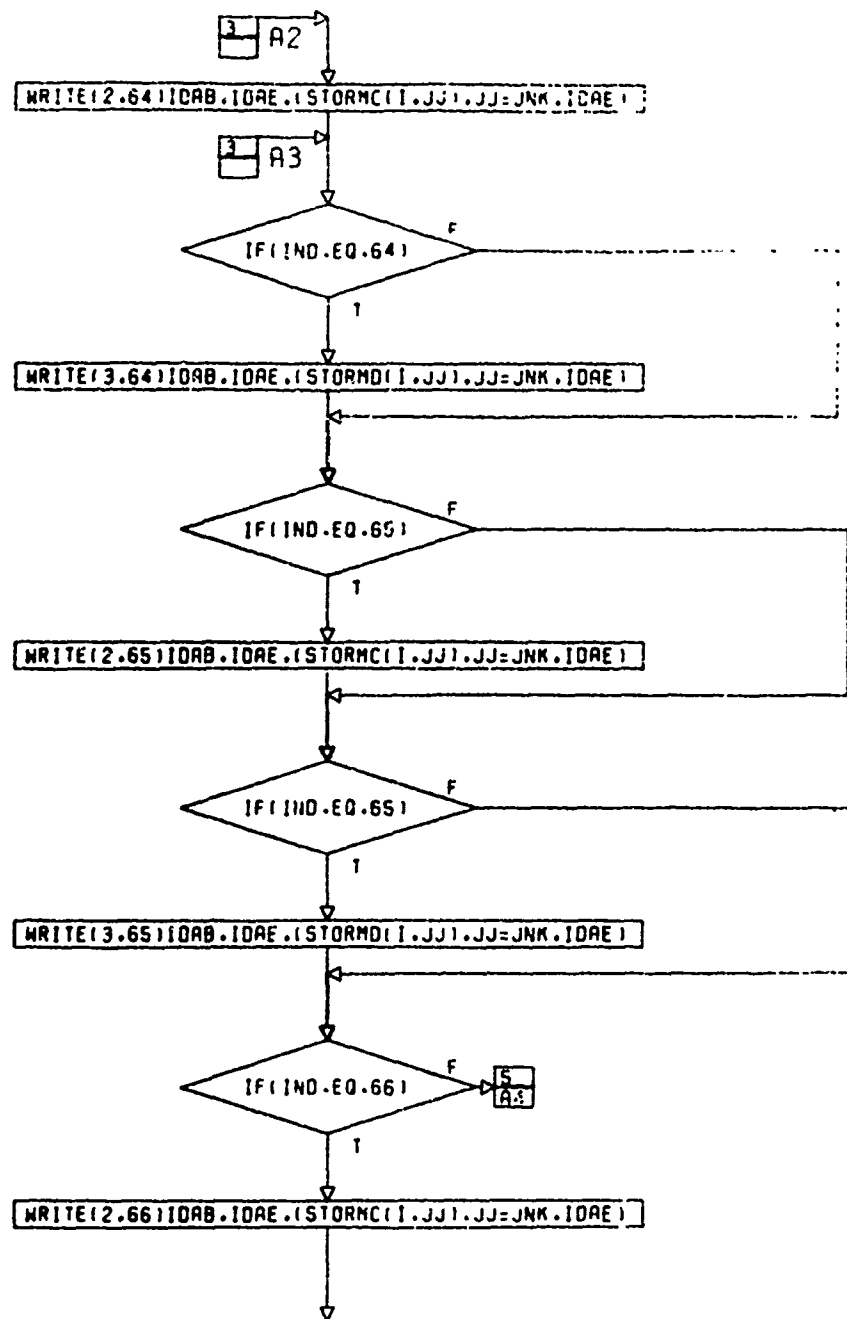 3 A2
WRITE(2.64)IDAB.IDAE.(STORMC(I.JJ).JJ=JNK.IDAE)
3 A3
IF(IND.EQ.64) F
T
WRITE(3.64)IDAB.IDAE.(STORMD(I.JJ).JJ=JNK.IDAE)
IF(IND.EQ.65) F
T
WRITE(2.65)IDAB.IDAE.(STORMC(I.JJ).JJ=JNK.IDAE)
IF(IND.EQ.65) F
T
WRITE(3.65)IDAB.IDAE.(STORMD(I.JJ).JJ=JNK.IDAE)
IF(IND.EQ.66) F
5
T
WRITE(2.66)IDAB.IDAE.(STORMC(I.JJ).JJ=JNK.IDAE)